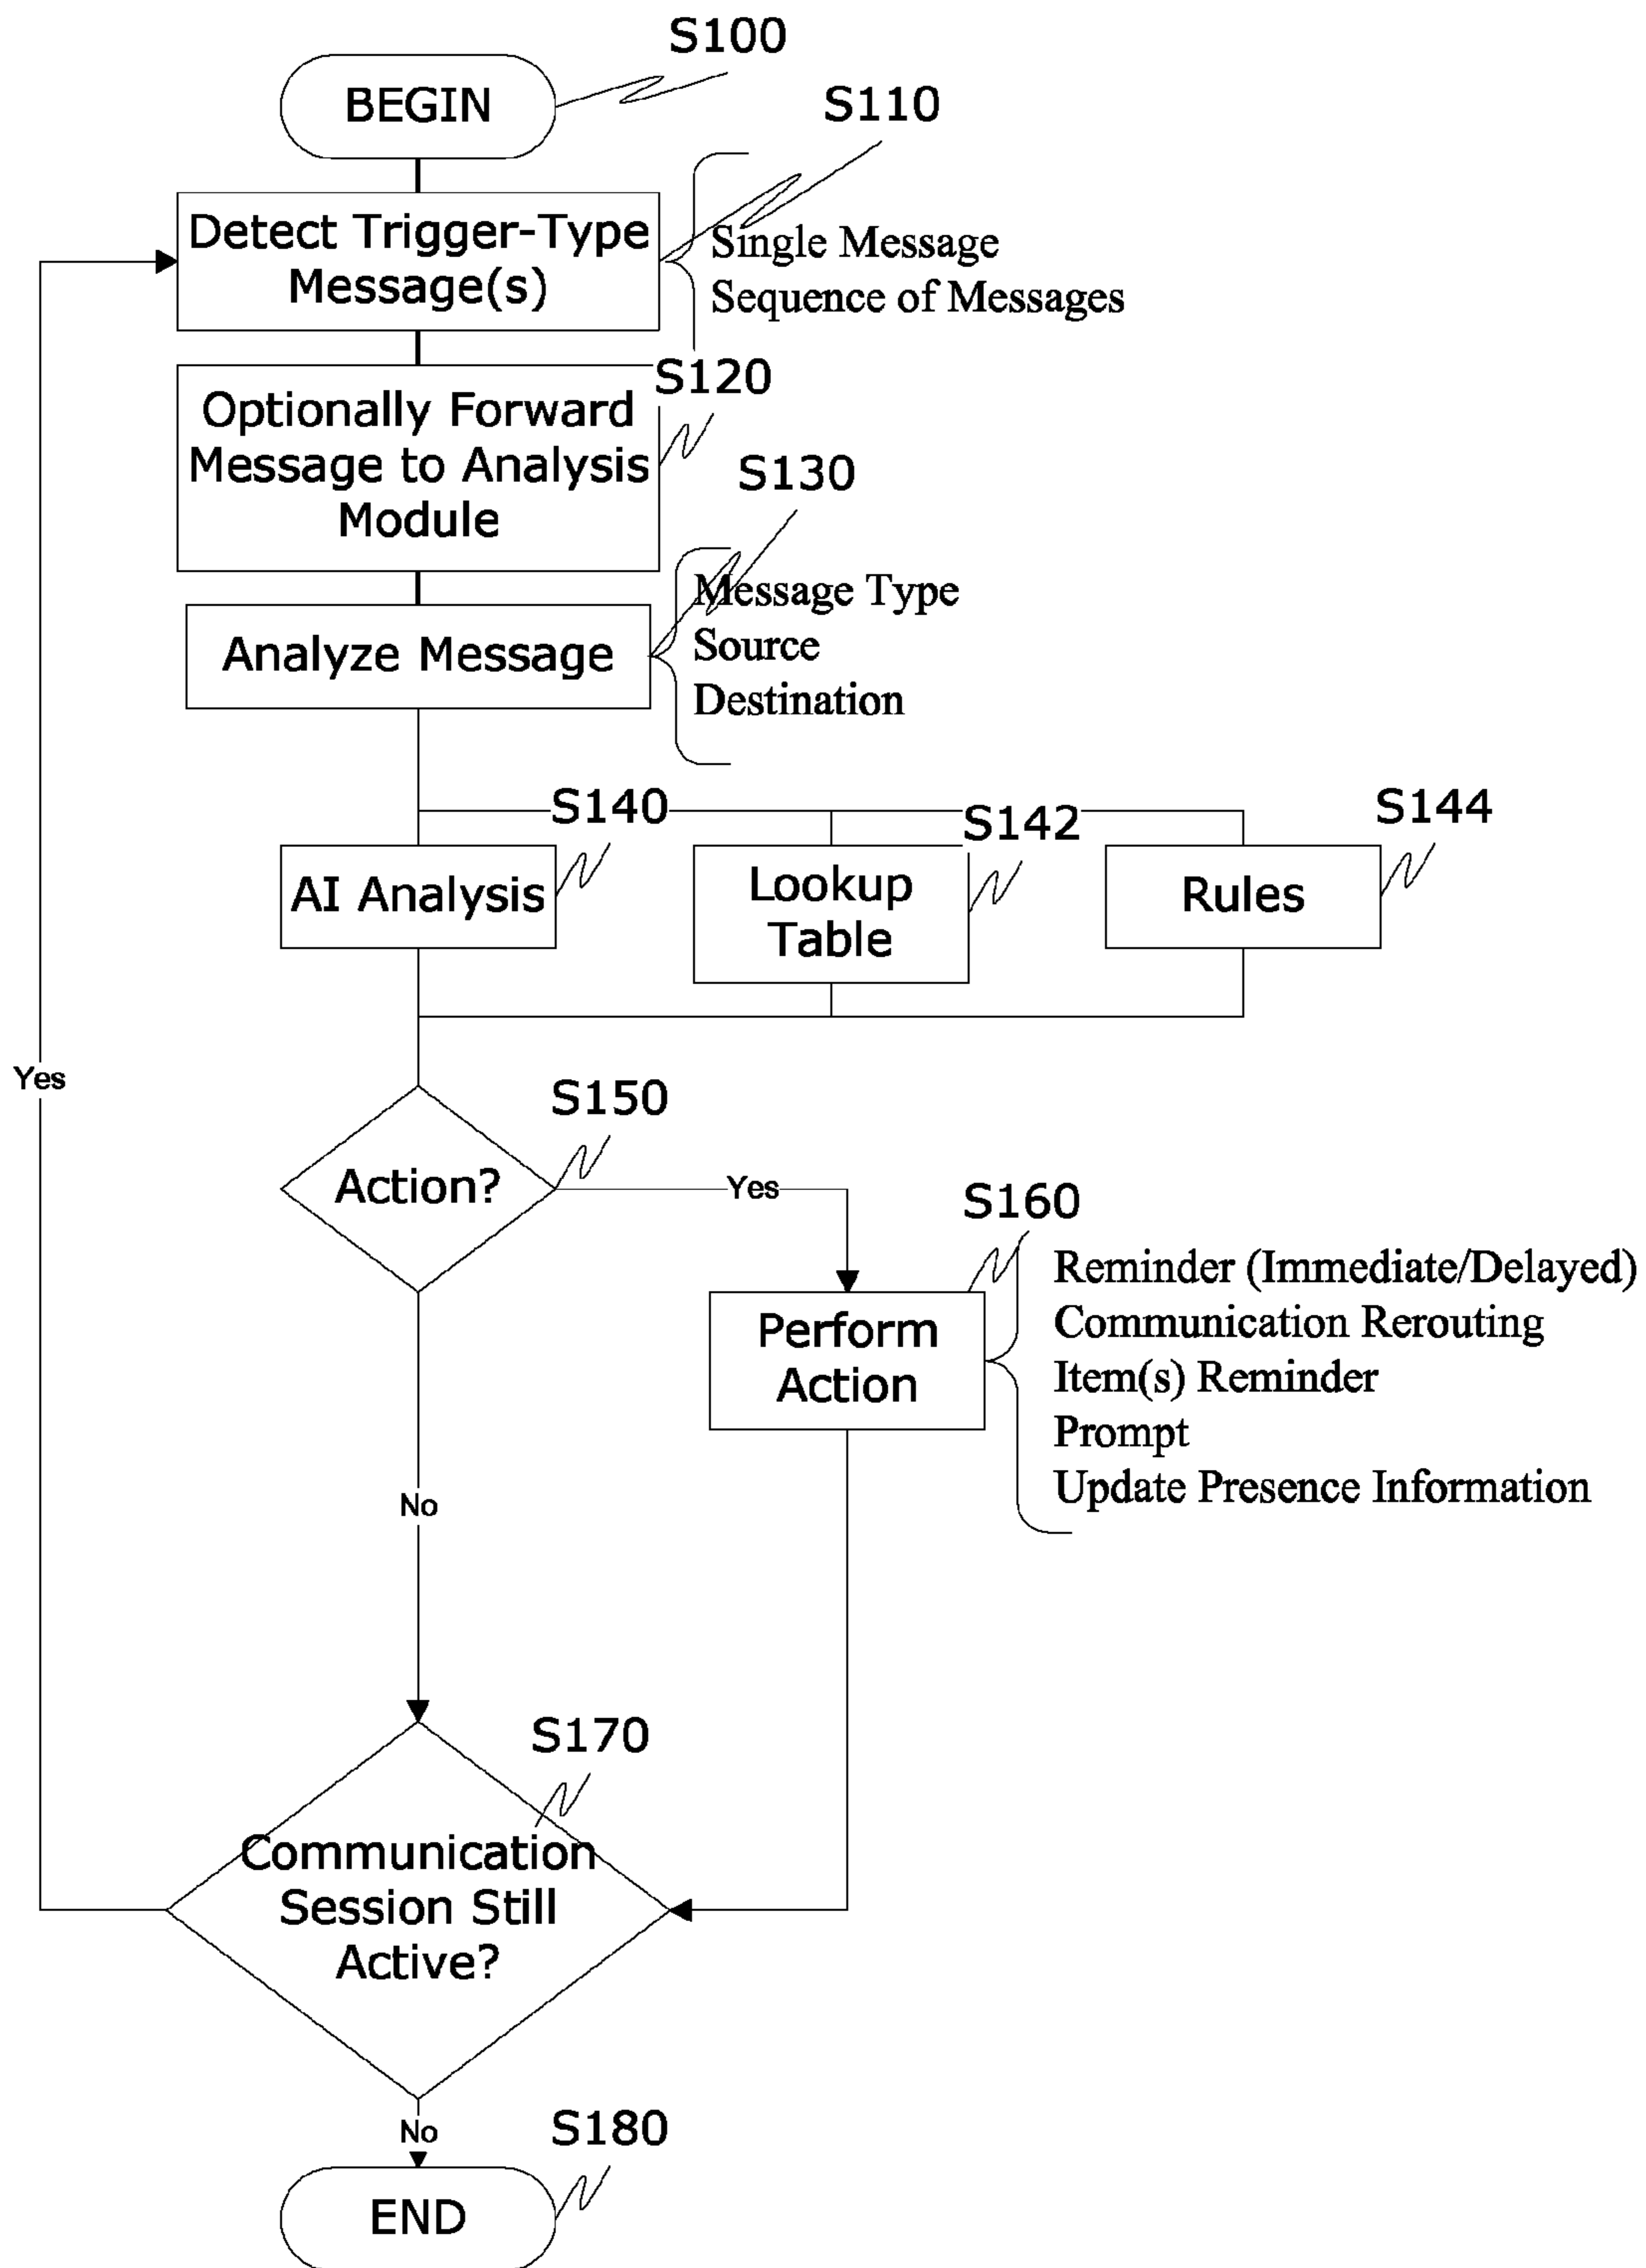 S100
BEGIN
S110
Detect Trigger-Type
Message(s)
Single Message
Sequence of Messages
S120
Optionally Forward
Message to Analysis
Module
S130
Message Type
Source
Destination
Analyze Message
S140
S142
S144
AI Analysis
Lookup
Table
Rules
Yes
S150
Action?
Yes
S160
Perform
Action
Reminder (Immediate/Delayed)
Communication Rerouting
Item(s) Reminder
Prompt
Update Presence Information
No
S170
Communication
Session Still
Active?
No
S180
END